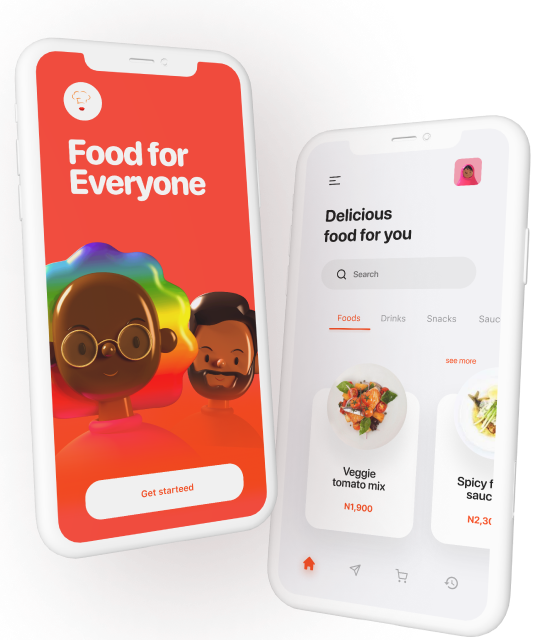 Food for
Everyone
Get starteed
Delicious
food for you
Search
Foods
Drinks
Snacks
Sauc
see more
Veggie
tomato mix
N1,900
Spicy f
sauc
N2,30